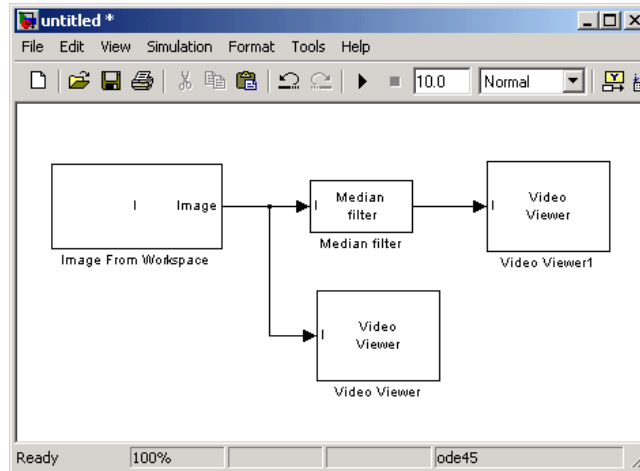 untitled *
File Edit View Simulation Format Tools Help
10.0 Normal
I Image
Image From Workspace
I Median
filter
Median filter
I Video
Viewer
Video Viewer1
I Video
Viewer
Video Viewer
Ready 100% ode45